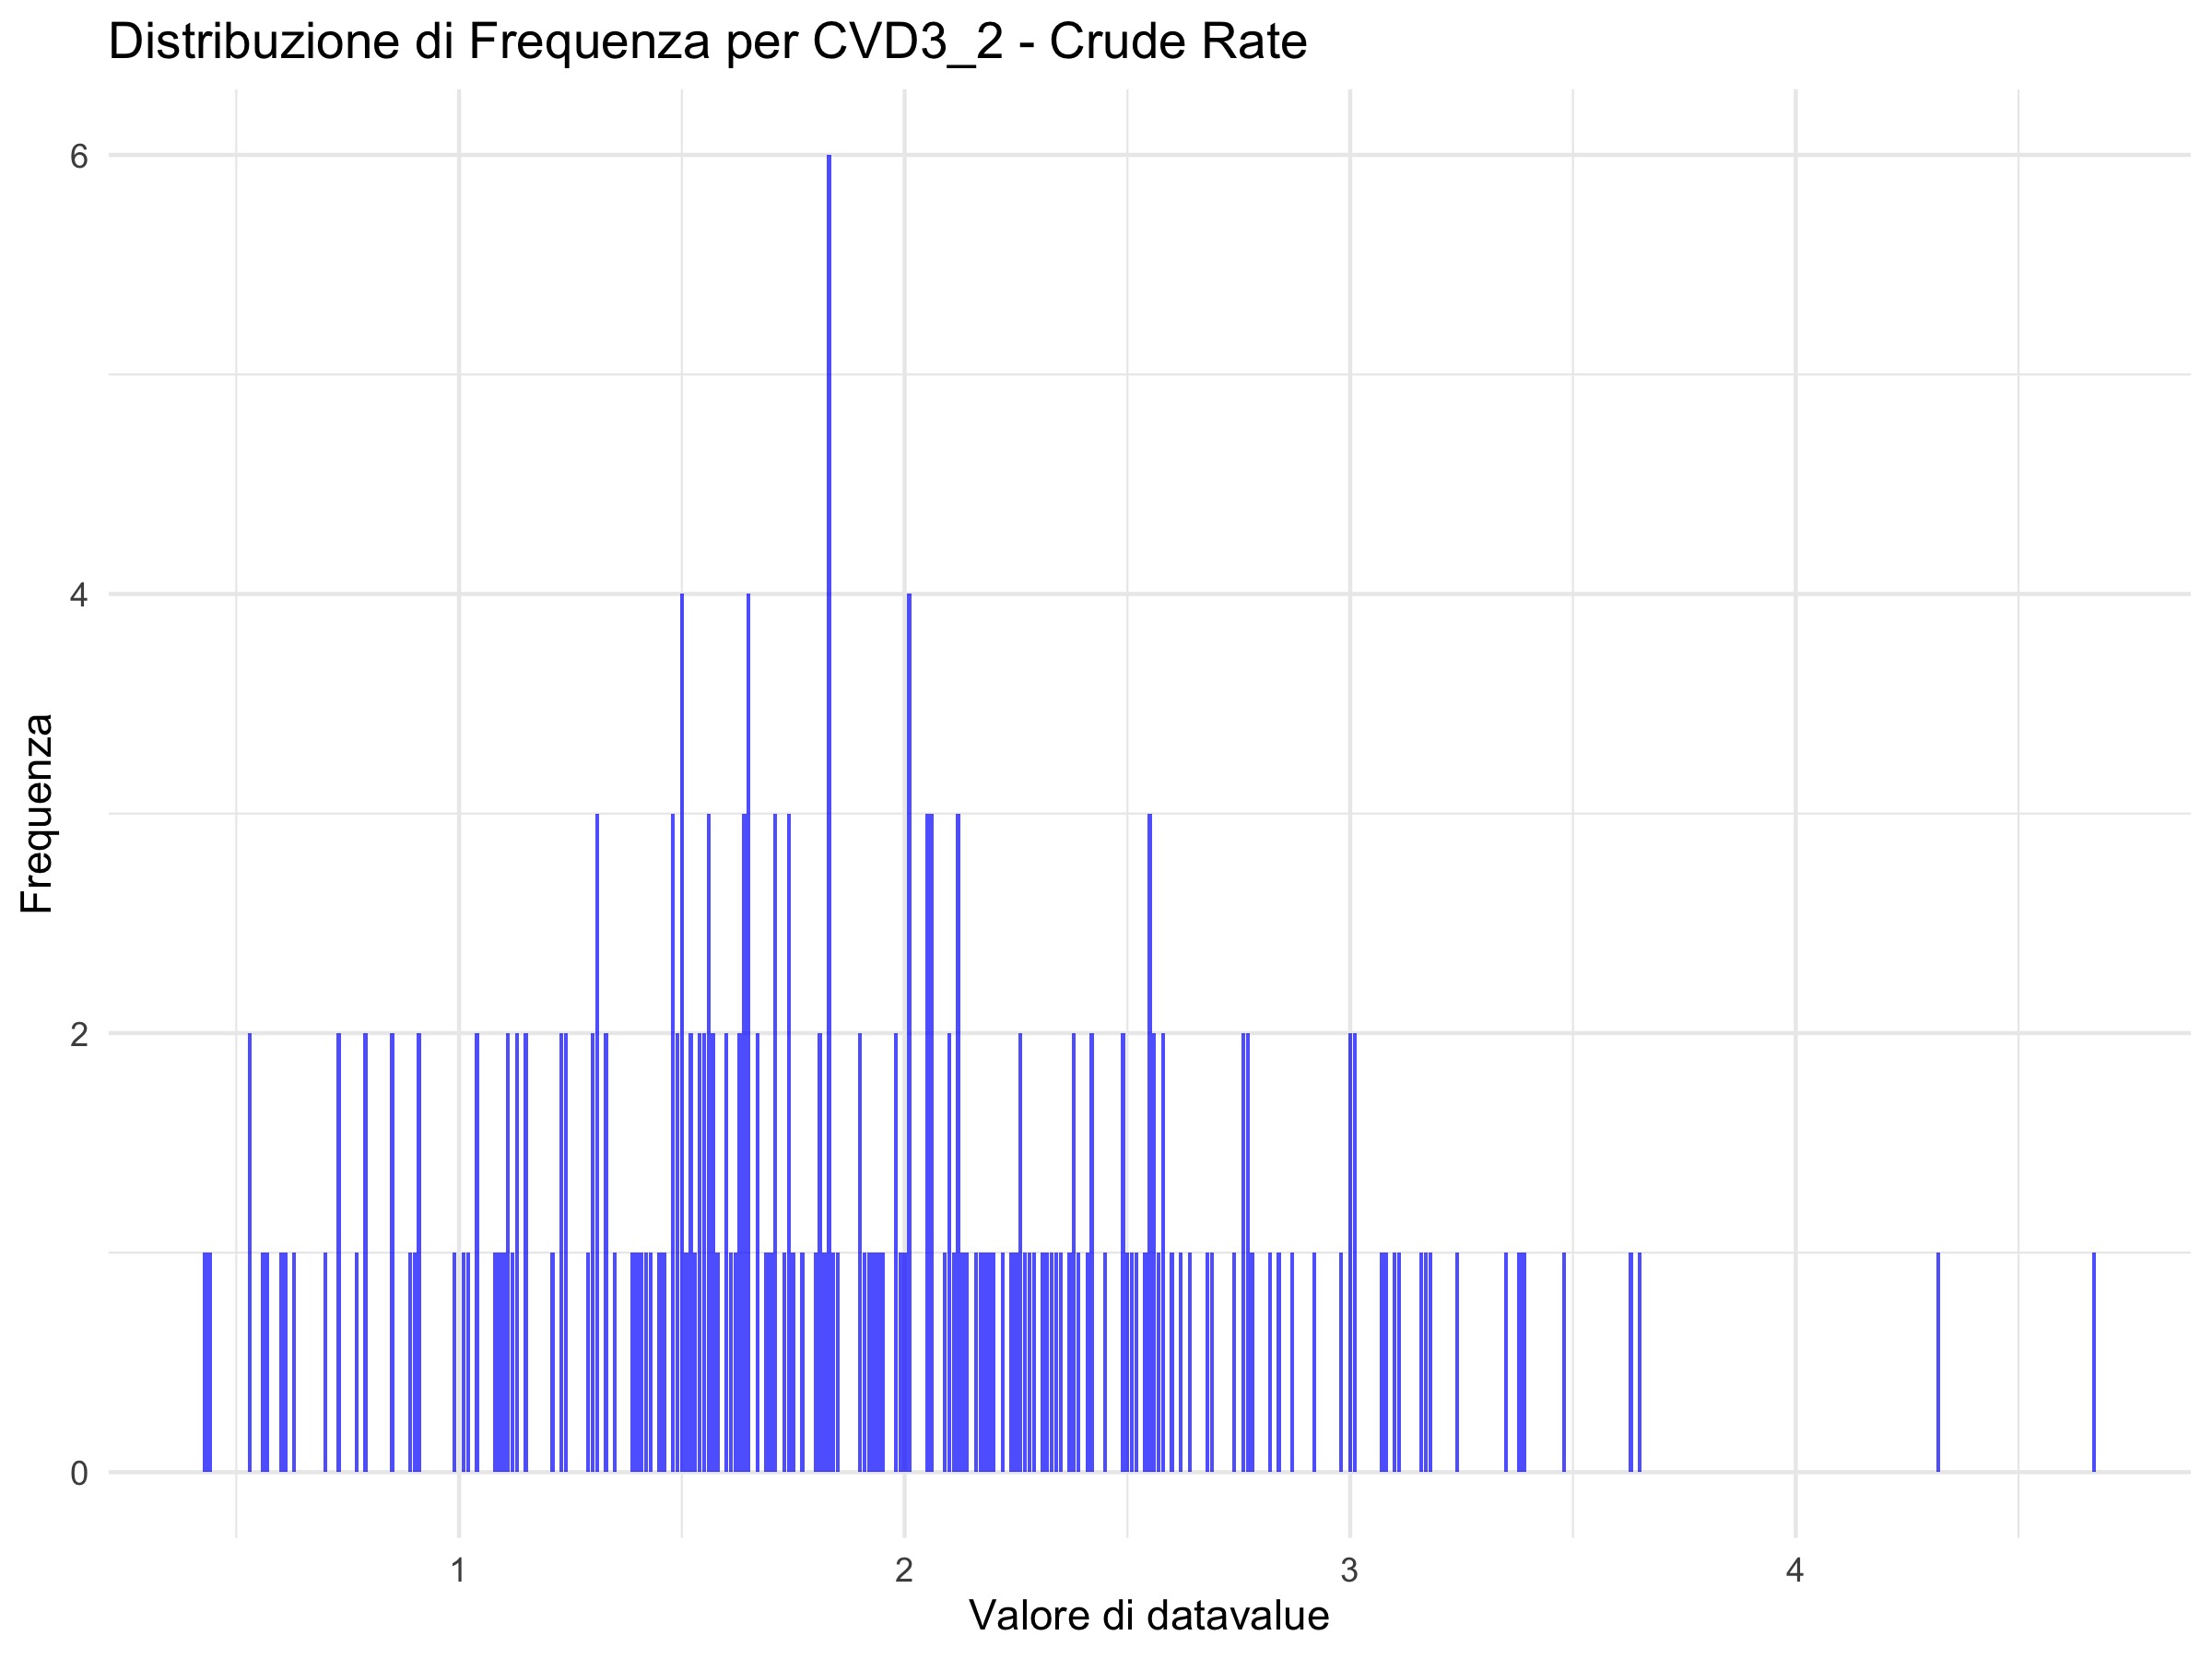 Distribuzione di Frequenza per CVD3_2 - Crude Rate
6
4
2
0
Frequenza
1 2 3 4
Valore di datavalue